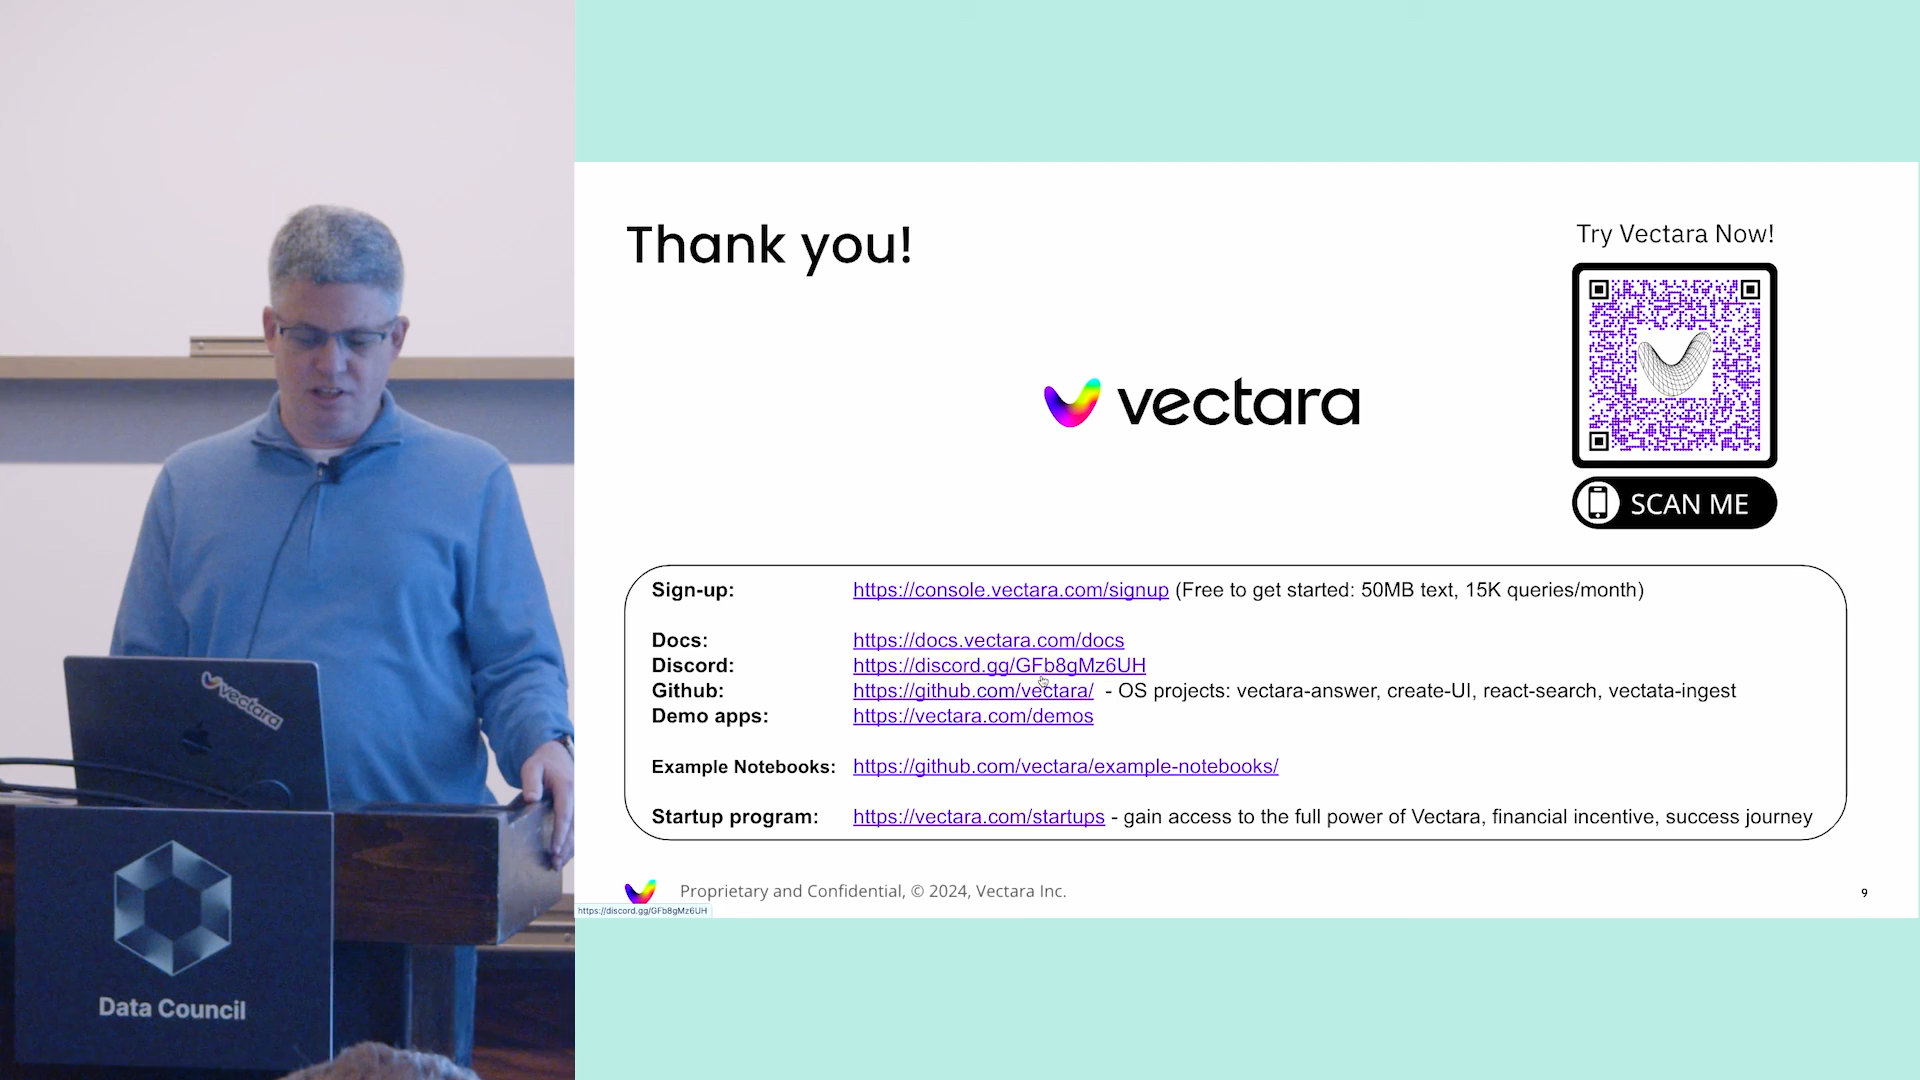 Thank you!
Try Vectara Now!
vectara
SCAN ME
Sign-up: https://console.vectara.com/signup (Free to get started: 50MB text, 15K queries/month)
Docs: https://docs.vectara.com/docs
Discord: https://discord.gg/GFb8gMz6UH
Github: https://github.com/vectara/ - OS projects: vectara-answer, create-UI, react-search, vectata-ingest
Demo apps: https://vectara.com/demos
Example Notebooks: https://github.com/vectara/example-notebooks/
Startup program: https://vectara.com/startups - gain access to the full power of Vectara, financial incentive, success journey
Proprietary and Confidential, © 2024, Vectara Inc.
9
https://discord.gg/GFb8gMz6UH
vectara
Data Council